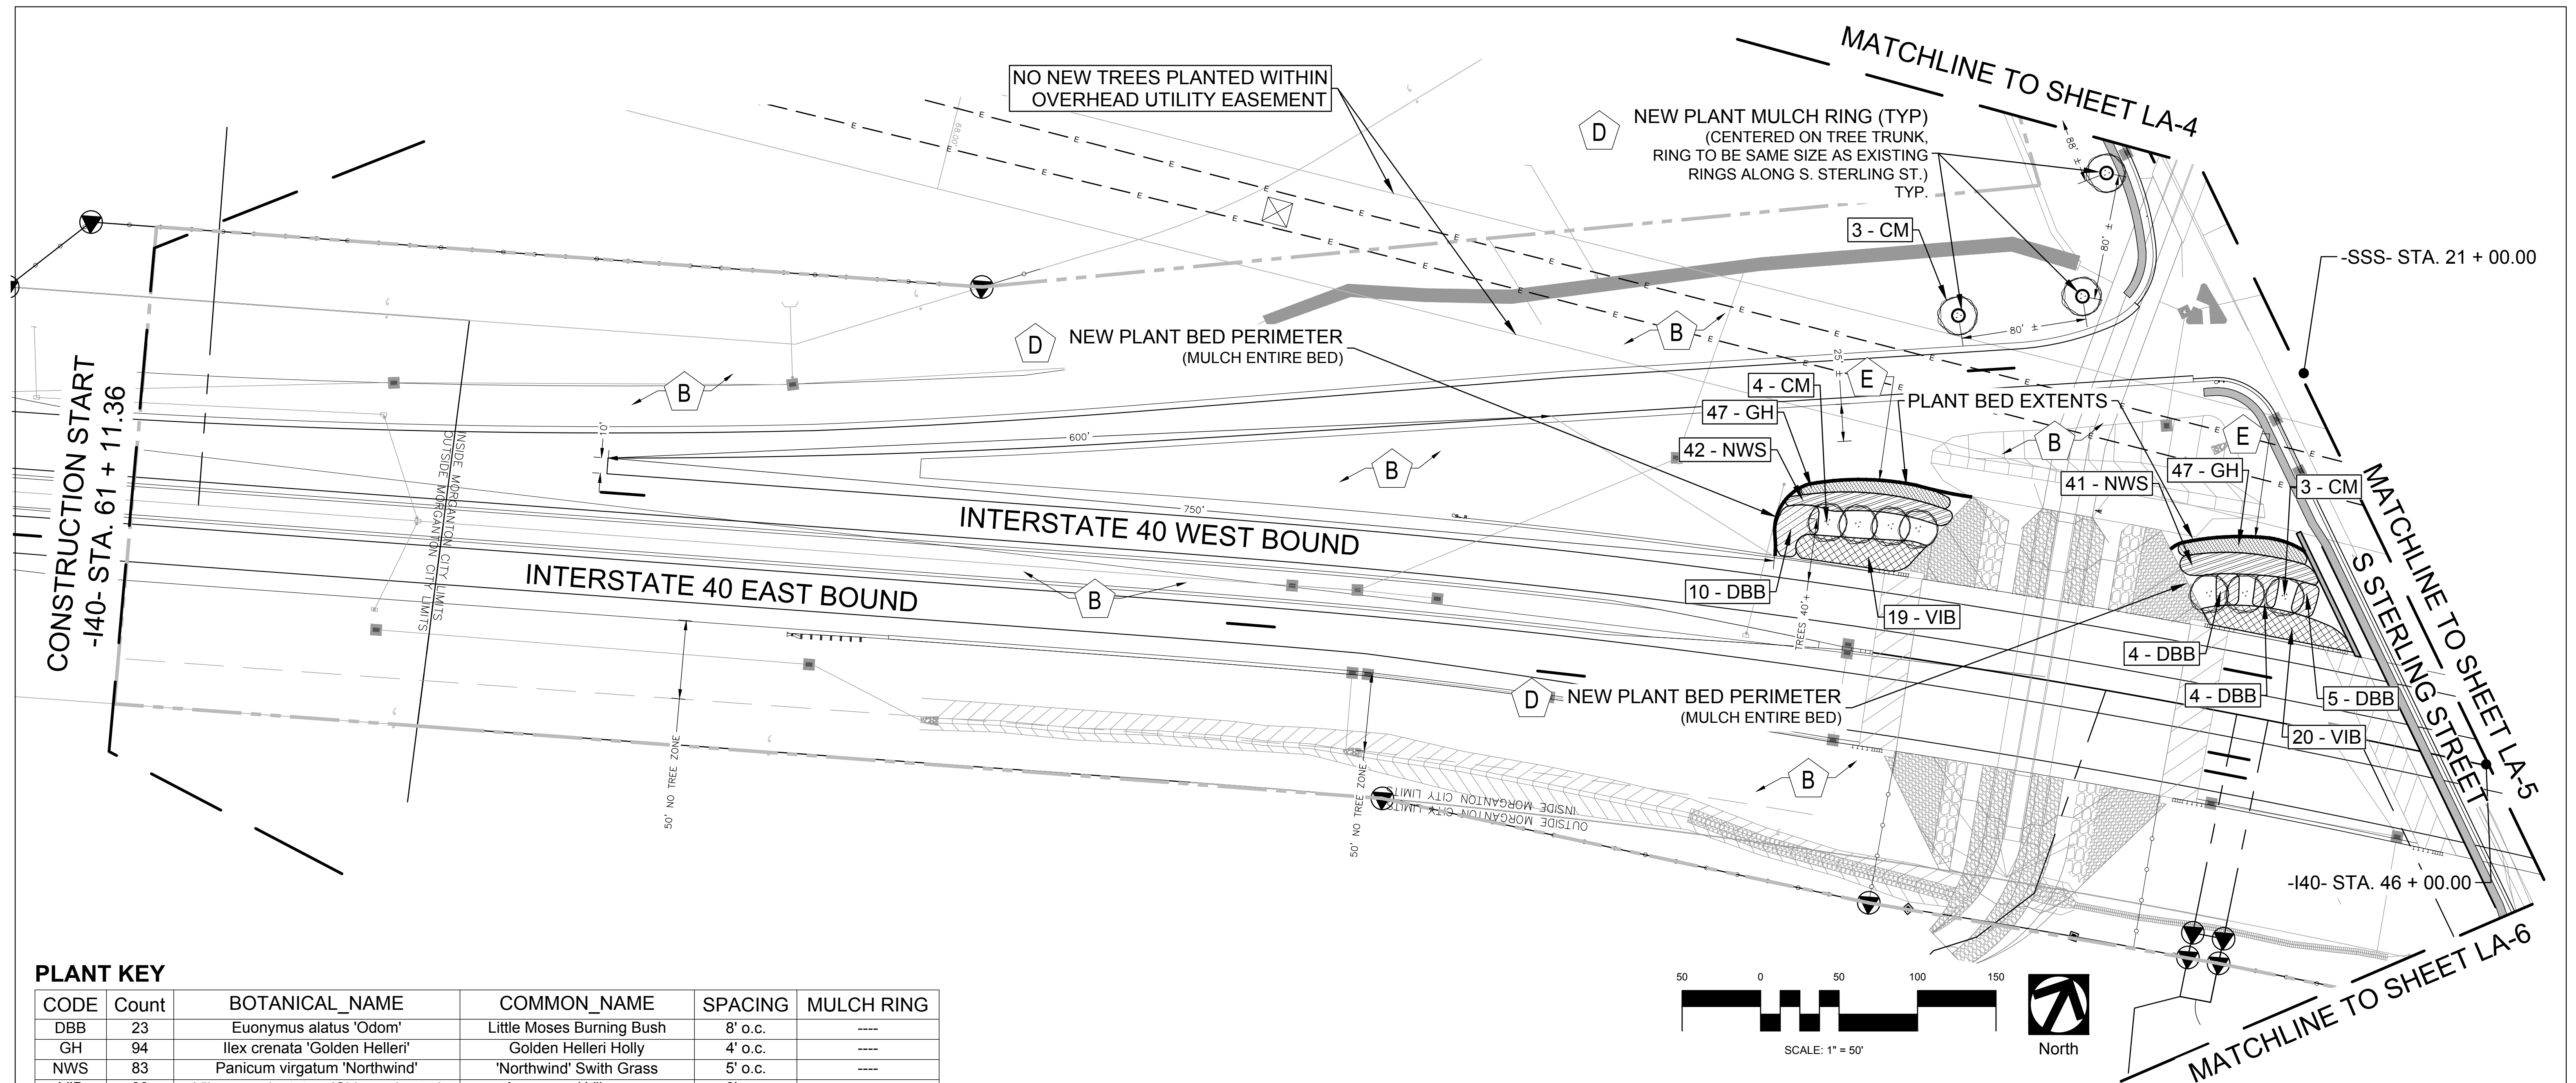 MATCHLINE TO SHEET LA-4
NO NEW TREES PLANTED WITHIN
OVERHEAD UTILITY EASEMENT
68.00'
D
NEW PLANT MULCH RING (TYP)
(CENTERED ON TREE TRUNK,
RING TO BE SAME SIZE AS EXISTING
RINGS ALONG S. STERLING ST.)
TYP.
88' ±
80' ±
3 - CM
80' ±
-SSS- STA. 21 + 00.00
D
NEW PLANT BED PERIMETER
(MULCH ENTIRE BED)
B
B
25' ±
E
4 - CM
PLANT BED EXTENTS
47 - GH
42 - NWS
B
B
E
47 - GH
41 - NWS
3 - CM
CONSTRUCTION START
-I40- STA. 61 + 11.36
INSIDE MORGANTON CITY LIMITS
OUTSIDE MORGANTON CITY LIMITS
10'
600'
750'
INTERSTATE 40 WEST BOUND
INTERSTATE 40 EAST BOUND
B
10 - DBB
19 - VIB
TREES 40'±
4 - DBB
4 - DBB
5 - DBB
20 - VIB
D
NEW PLANT BED PERIMETER
(MULCH ENTIRE BED)
B
S STERLING STREET
MATCHLINE TO SHEET LA-5
50' NO TREE ZONE
50' NO TREE ZONE
INSIDE MORGANTON CITY LIMITS
OUTSIDE MORGANTON CITY LIMITS
-I40- STA. 46 + 00.00
MATCHLINE TO SHEET LA-6
PLANT KEY
CODE Count BOTANICAL_NAME COMMON_NAME SPACING MULCH RING
DBB 23 Euonymus alatus 'Odom' Little Moses Burning Bush 8' o.c. ----
GH 94 Ilex crenata 'Golden Helleri' Golden Helleri Holly 4' o.c. ----
NWS 83 Panicum virgatum 'Northwind' 'Northwind' Swith Grass 5' o.c. ----
50 0 50 100 150
SCALE: 1" = 50'
North